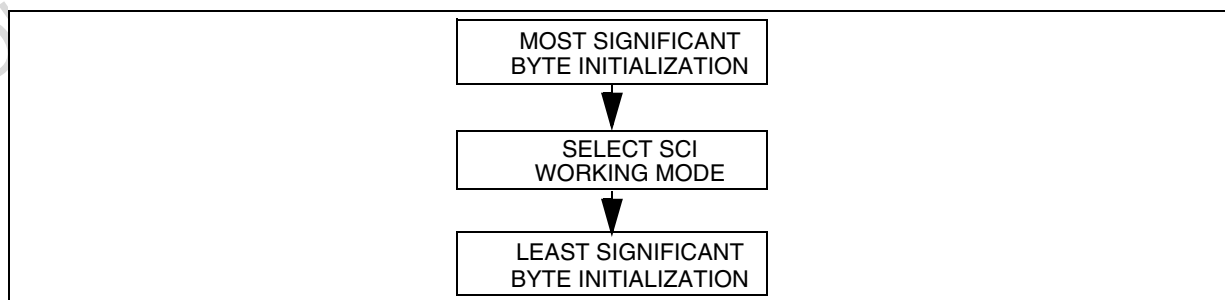 MOST SIGNIFICANT
BYTE INITIALIZATION
SELECT SCI
WORKING MODE
LEAST SIGNIFICANT
BYTE INITIALIZATION